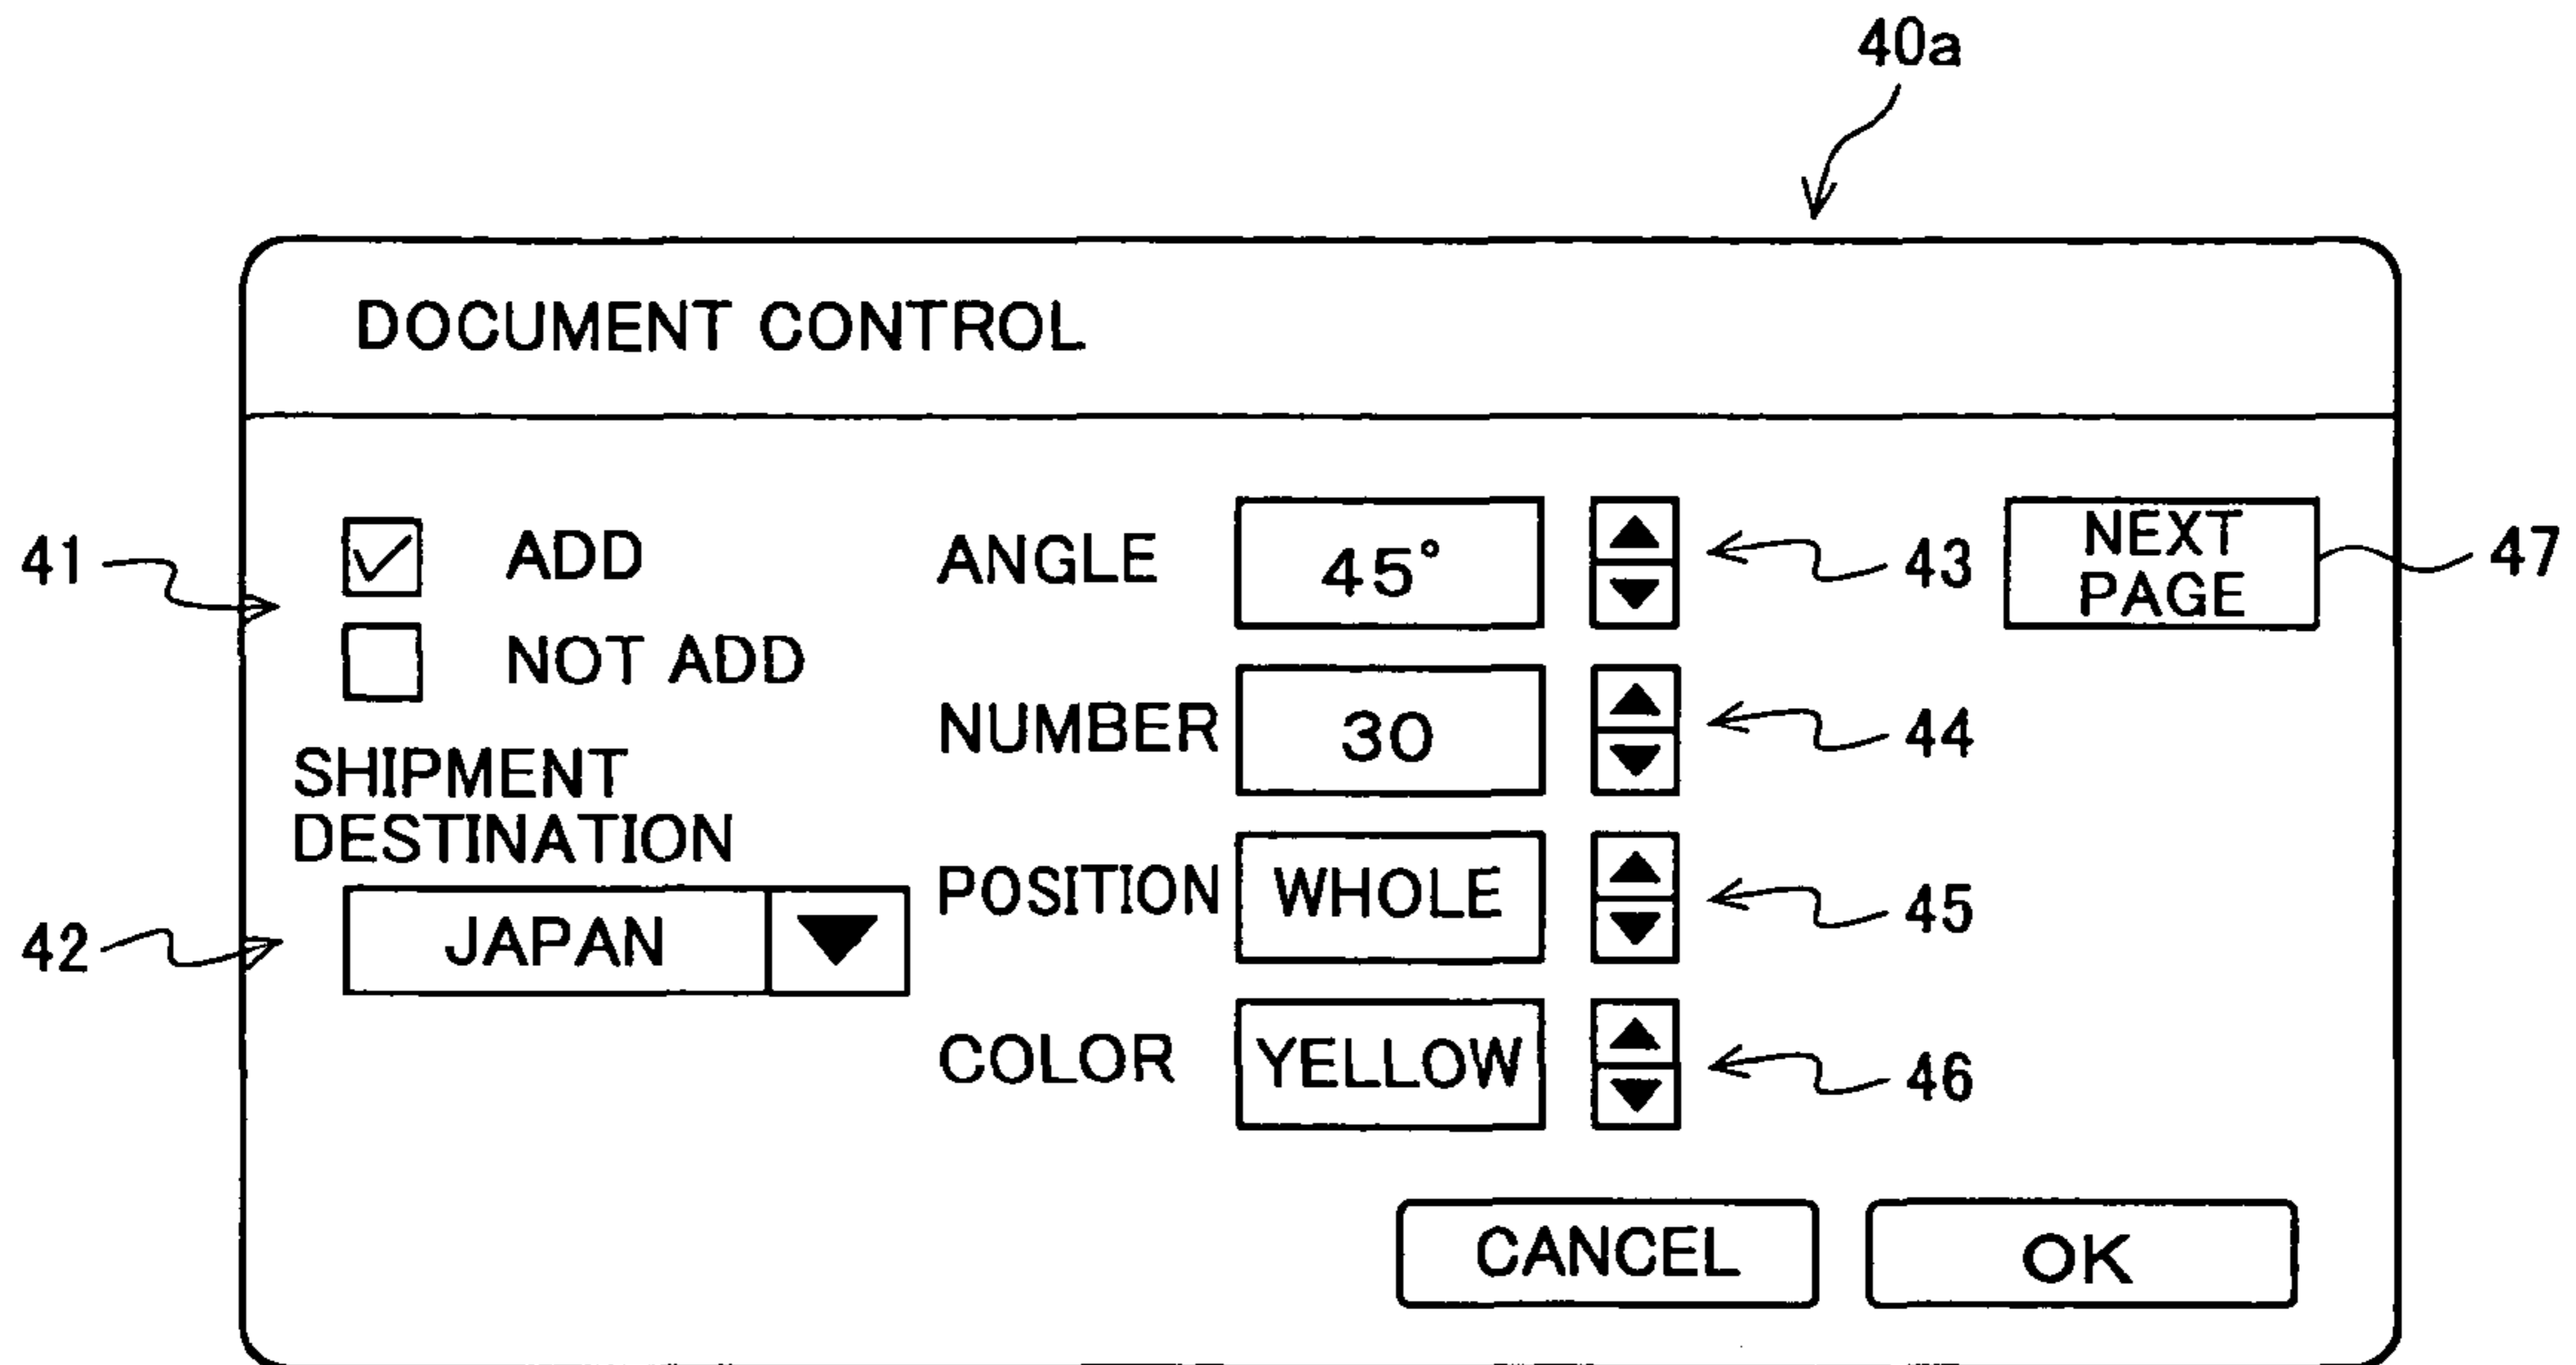 40a
DOCUMENT CONTROL
41
ADD
NOT ADD
SHIPMENT
DESTINATION
42
JAPAN
ANGLE
45°
43
NUMBER
30
44
POSITION
WHOLE
45
COLOR
YELLOW
46
NEXT
PAGE
47
CANCEL
OK